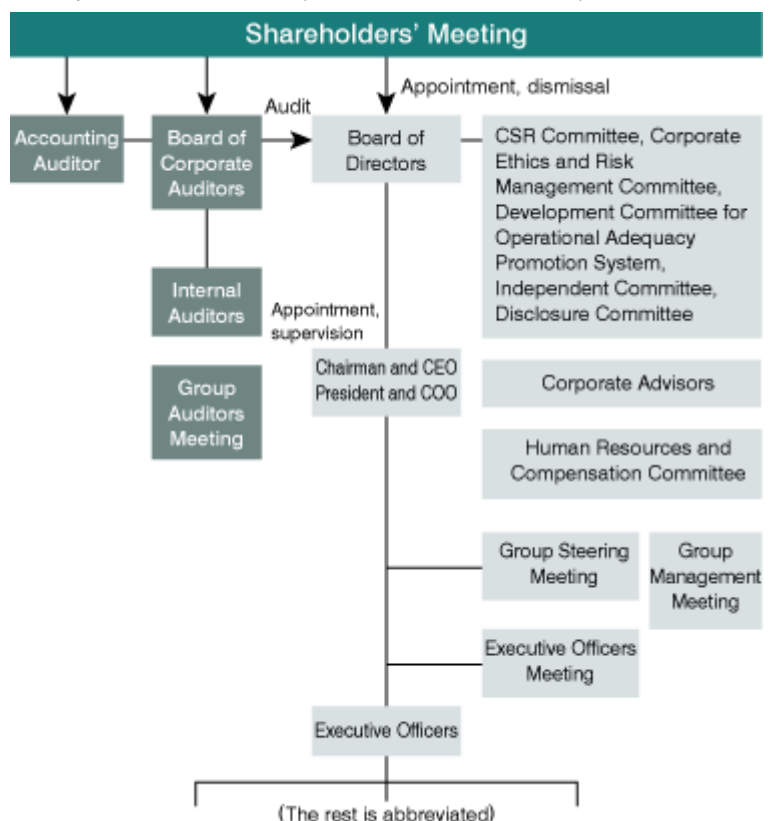 Shareholders' Meeting
Appointment, dismissal
Audit
Accounting
Auditor
Board of
Corporate
Auditors
Board of
Directors
CSR Committee, Corporate
Ethics and Risk
Management Committee,
Development Committee for
Operational Adequacy
Promotion System,
Independent Committee,
Disclosure Committee
Internal
Auditors
Appointment,
supervision
Chairman and CEO
President and COO
Corporate Advisors
Group
Auditors
Meeting
Human Resources and
Compensation Committee
Group Steering
Meeting
Group
Management
Meeting
Executive Officers
Meeting
Executive Officers
(The rest is abbreviated)